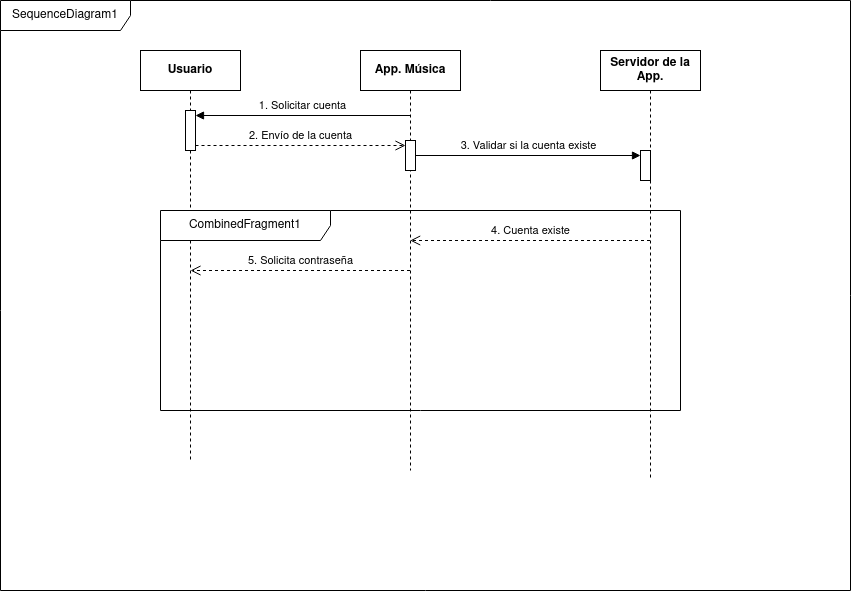 SequenceDiagram1
Usuario
App. Música
Servidor de la
App.
1. Solicitar cuenta
2. Envío de la cuenta
3. Validar si la cuenta existe
CombinedFragment1
4. Cuenta existe
5. Solicita contraseña